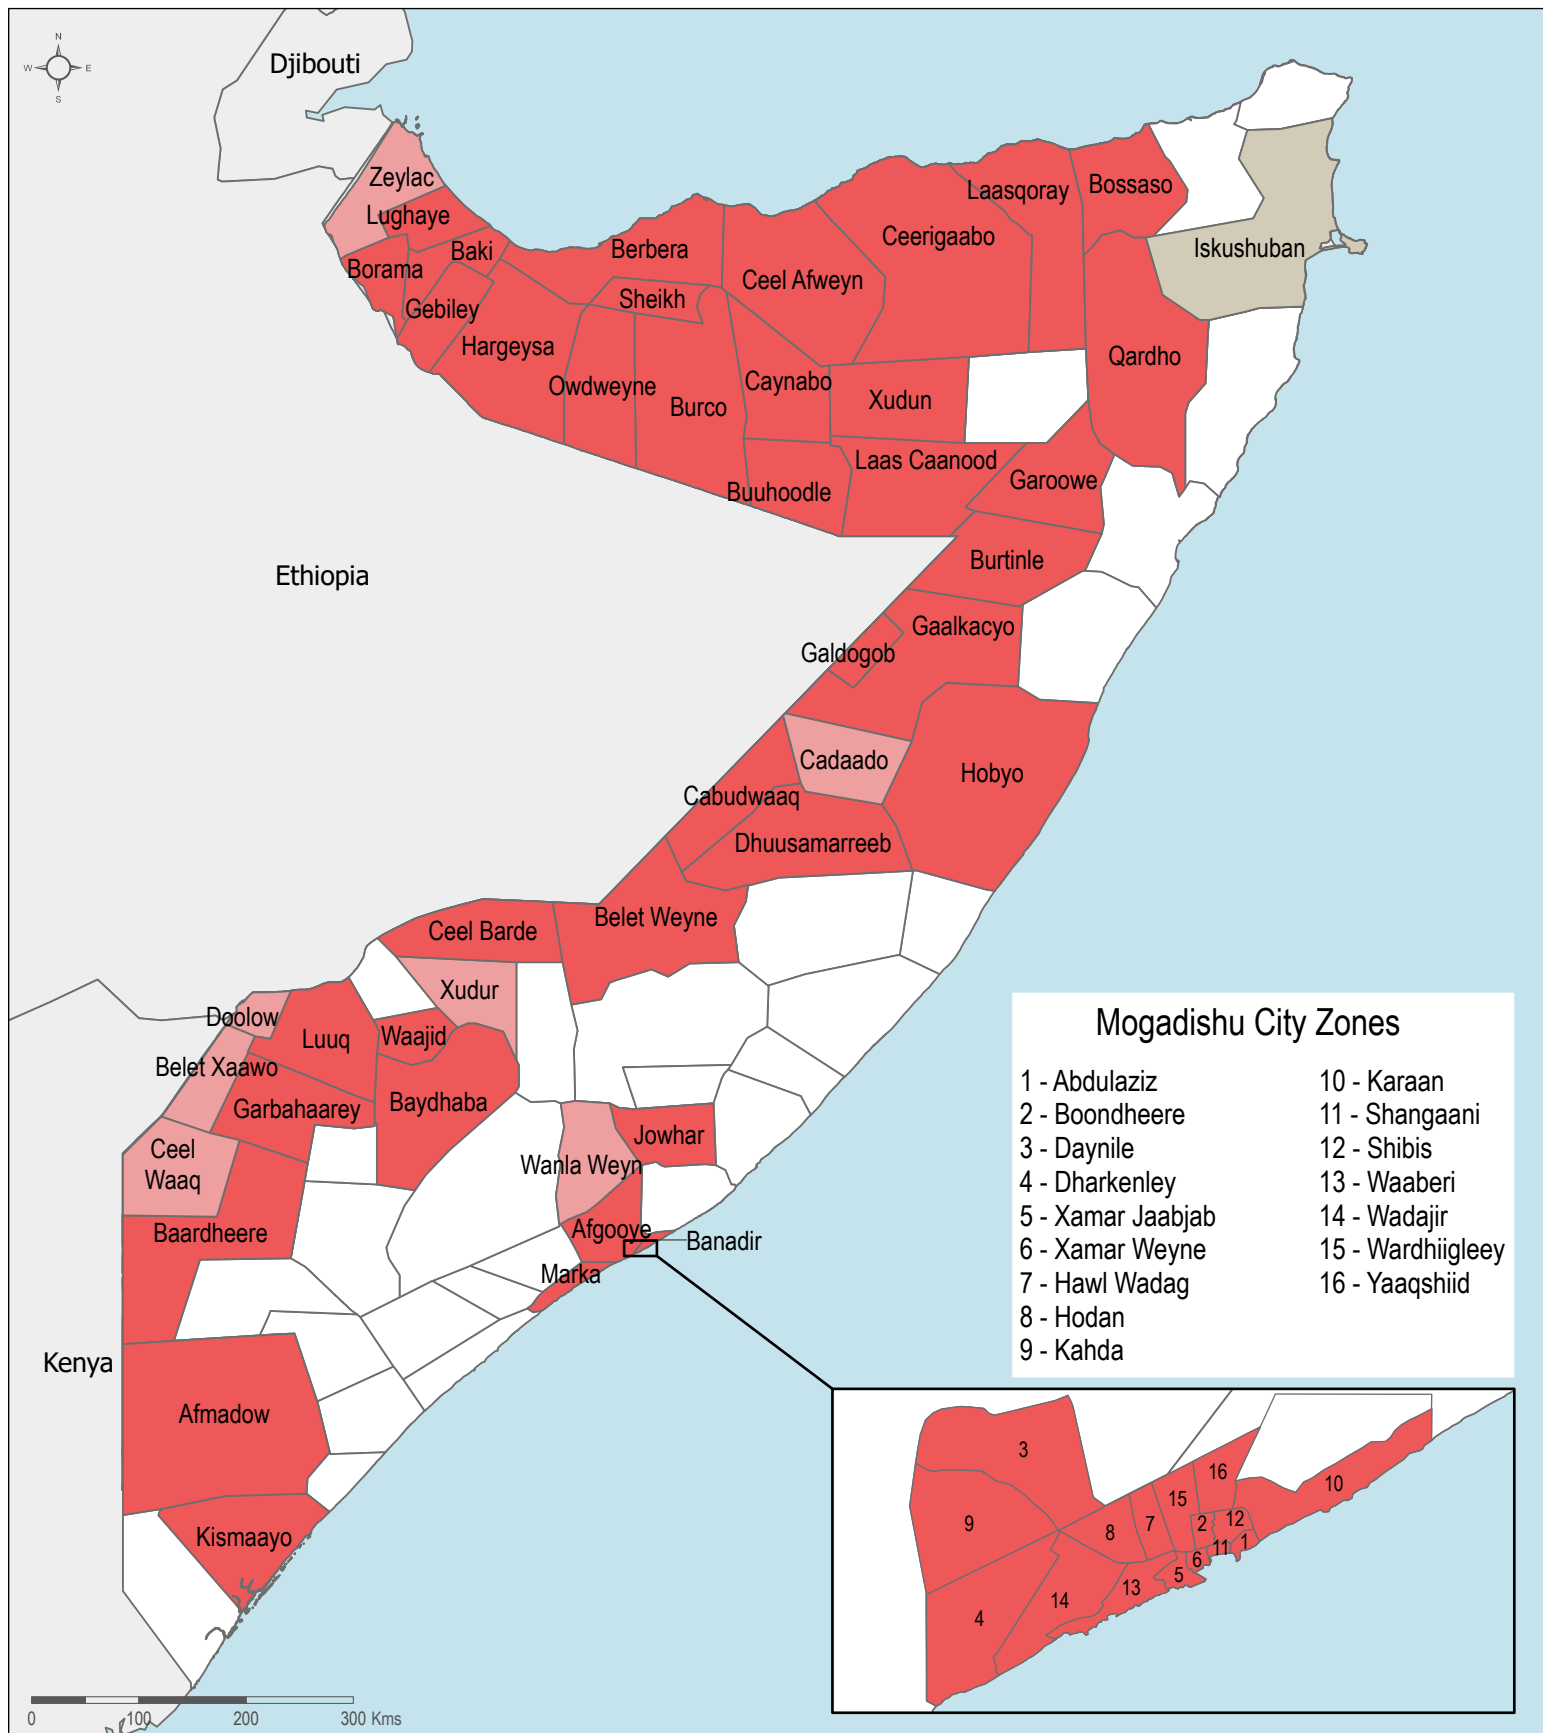 N
W
E
S
Djibouti
Zeylac
Lughaye
Baki
Borama
Gebiley
Hargeysa
Berbera
Sheikh
Owdweyne
Burco
Ceel Afweyn
Caynabo
Ceerigaabo
Laasqoray
Bossaso
Iskushuban
Qardho
Xudun
Laas Caanood
Buuhoodle
Garoowe
Burtinle
Ethiopia
Gaalkacyo
Galdogob
Cadaado
Hobyo
Cabudwaaq
Dhuusamarreeb
Belet Weyne
Ceel Barde
Xudur
Doolow
Luuq
Waajid
Belet Xaawo
Garbahaarey
Baydhaba
Jowhar
Ceel
Waaq
Wanla Weyn
Baardheere
Afgooye
Banadir
Marka
Kenya
Afmadow
Kismaayo
Mogadishu City Zones
1 - Abdulaziz
2 - Boondheere
3 - Daynile
4 - Dharkenley
5 - Xamar Jaabjab
6 - Xamar Weyne
7 - Hawl Wadag
8 - Hodan
9 - Kahda
10 - Karaan
11 - Shangaani
12 - Shibis
13 - Waaberi
14 - Wadajir
15 - Wardhiigleey
16 - Yaaqshiid
3
16
10
15
9
8
7
2
12
1
11
6
5
13
14
4
0 100 200 300 Kms